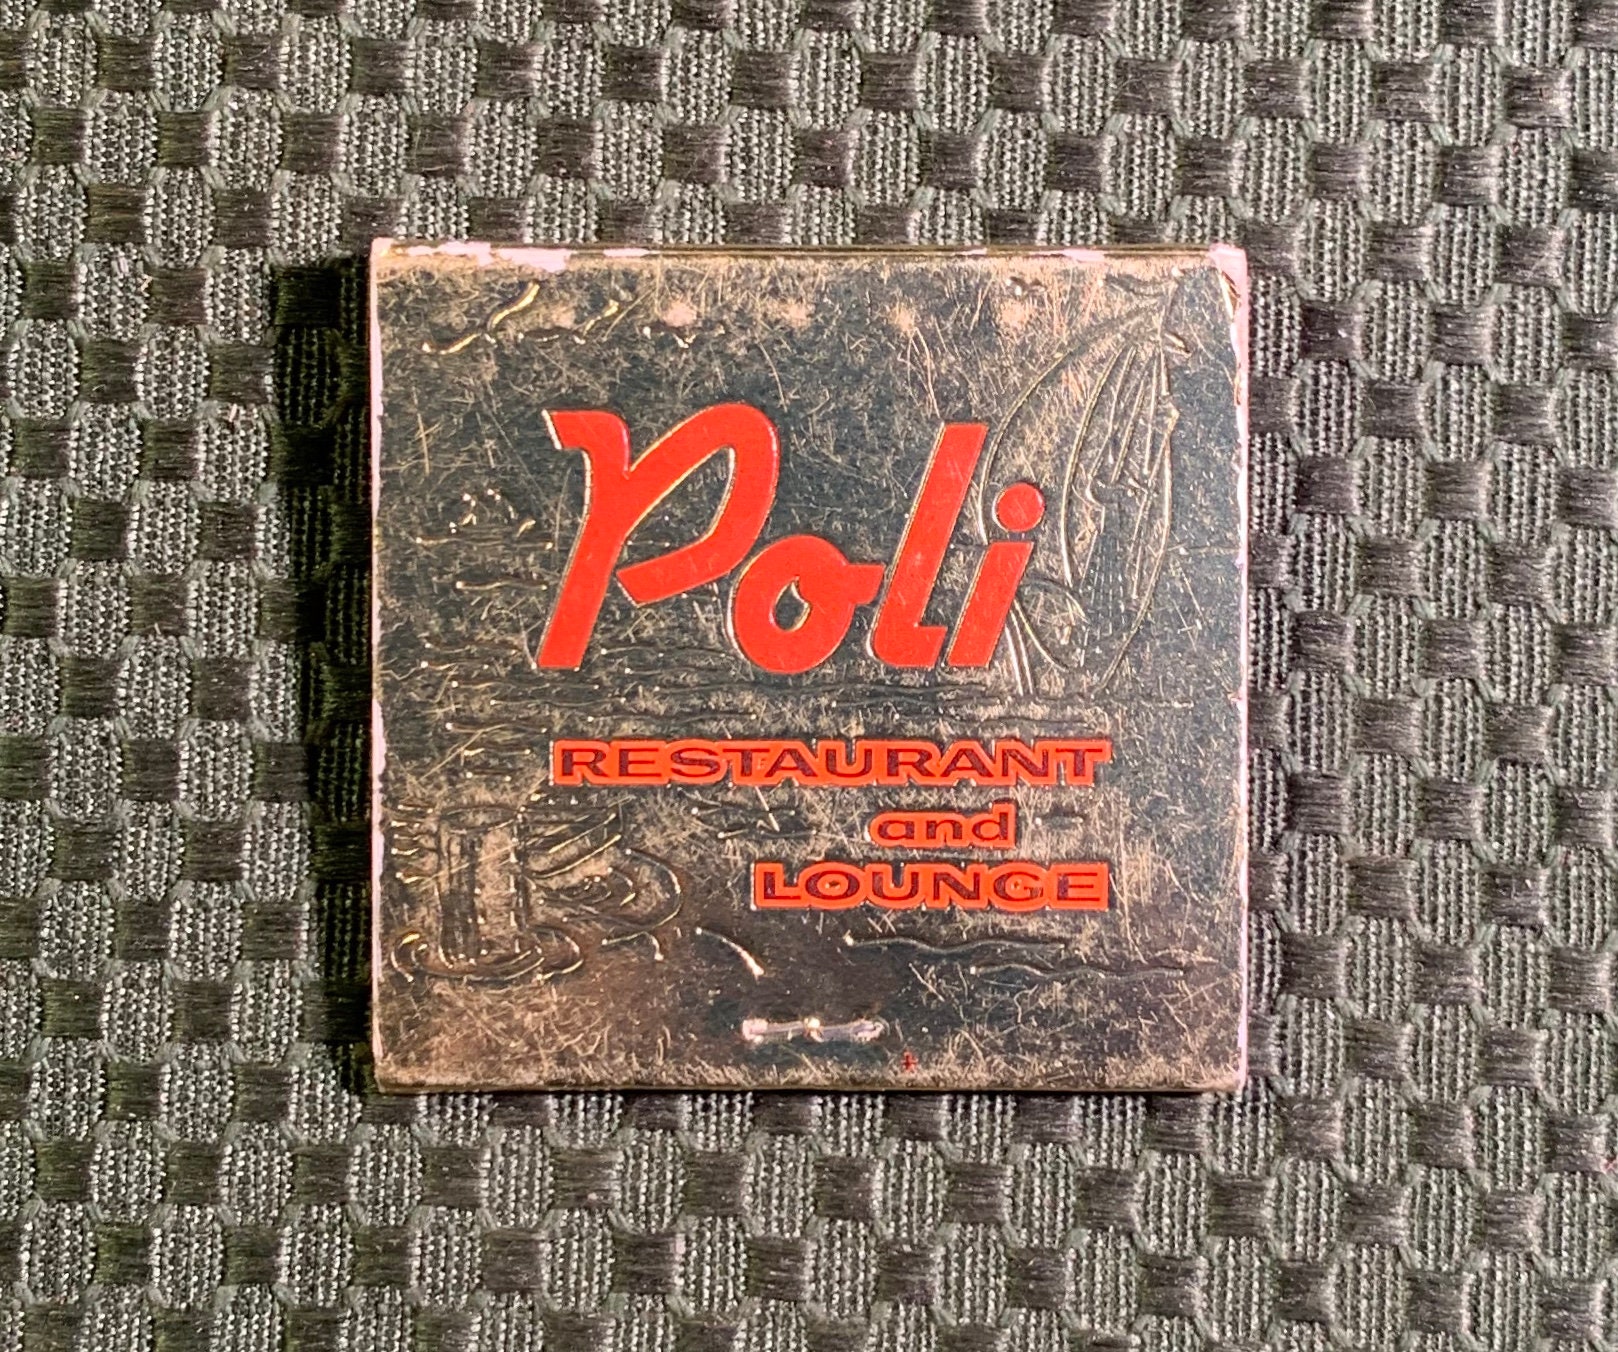 Poli
RESTAURANT
and
LOUNGE